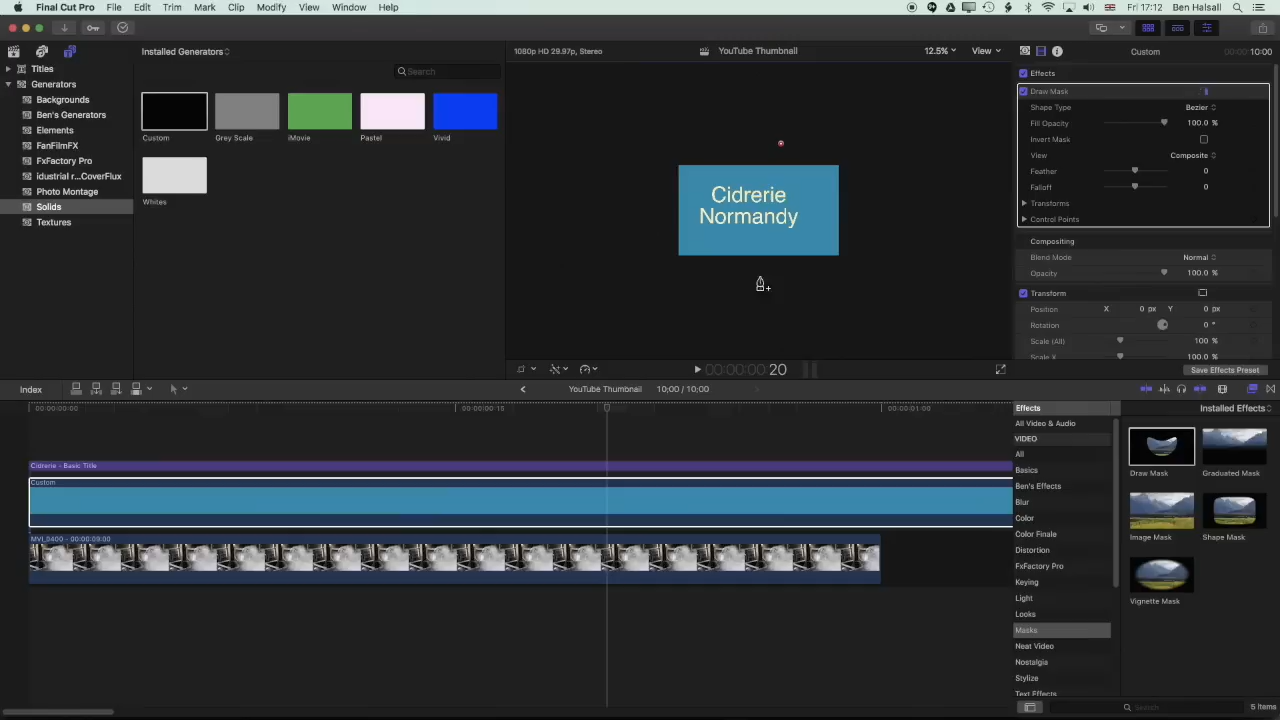 Final Cut Pro File Edit Trim Mark Clip Modify View Window Help 100% Fri 17:12 Ben Halsall
Installed Generators 1080p HD 29.97p, Stereo YouTube Thumbnail 12.5% View Custom 10:00
Titles
Generators
Backgrounds
Ben's Generators
Elements
FanFilmFX
FxFactory Pro
idustrial r...CoverFlux
Photo Montage
Solids
Textures
Search
Custom Grey Scale iMovie Pastel Vivid
Whites
Cidrerie
Normandy
Effects
Draw Mask
Shape Type Bezier
Fill Opacity 100.0 %
Invert Mask
View Composite
Feather 0
Falloff 0
Transforms
Control Points
Compositing
Blend Mode Normal
Opacity 100.0 %
Transform
Position X 0 px Y 0 px
Rotation 0 °
Scale (All) 100 %
Scale X 100.0 %
00:00:00:20 Save Effects Preset
Index YouTube Thumbnail 10:00 / 10:00
00:00:00:00 00:00:00:15 00:00:01:00
Cidrerie - Basic Title
Custom
MVI_0400 - 00:00:09:00
Effects Installed Effects
All Video & Audio
VIDEO
All
Basics
Ben's Effects
Blur
Color
Color Finale
Distortion
FxFactory Pro
Keying
Light
Looks
Masks
Neat Video
Nostalgia
Stylize
Text Effects
Draw Mask Graduated Mask
Image Mask Shape Mask
Vignette Mask
Search 5 items